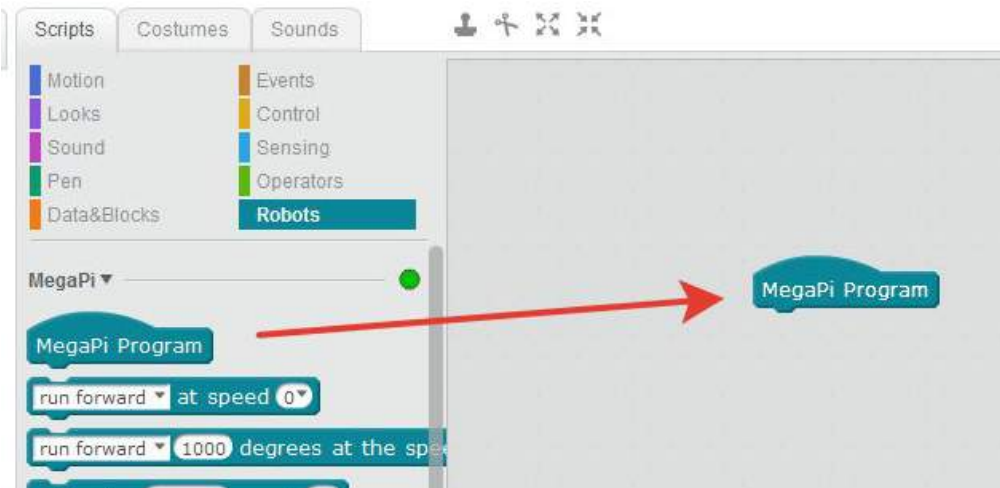 Scripts Costumes Sounds
Motion Events
Looks Control
Sound Sensing
Pen Operators
Data&Blocks Robots
MegaPi
MegaPi Program
MegaPi Program
run forward at speed 0
run forward 1000 degrees at the spe